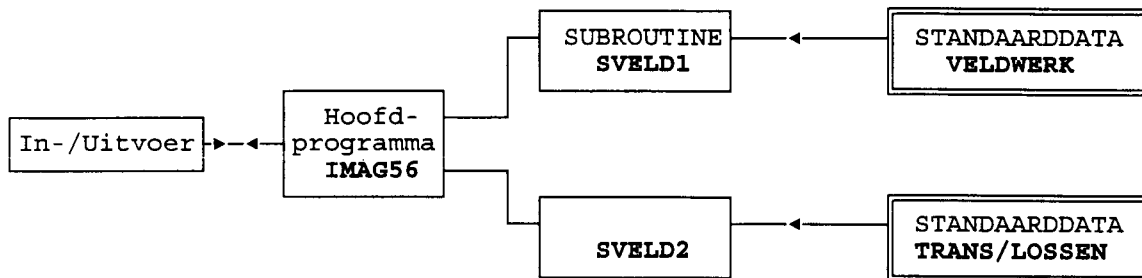 In-/Uitvoer
Hoofd-
programma
IMAG56
SUBROUTINE
SVELD1
STANDAARDDATA
VELDWERK
SVELD2
STANDAARDDATA
TRANS/LOSSEN